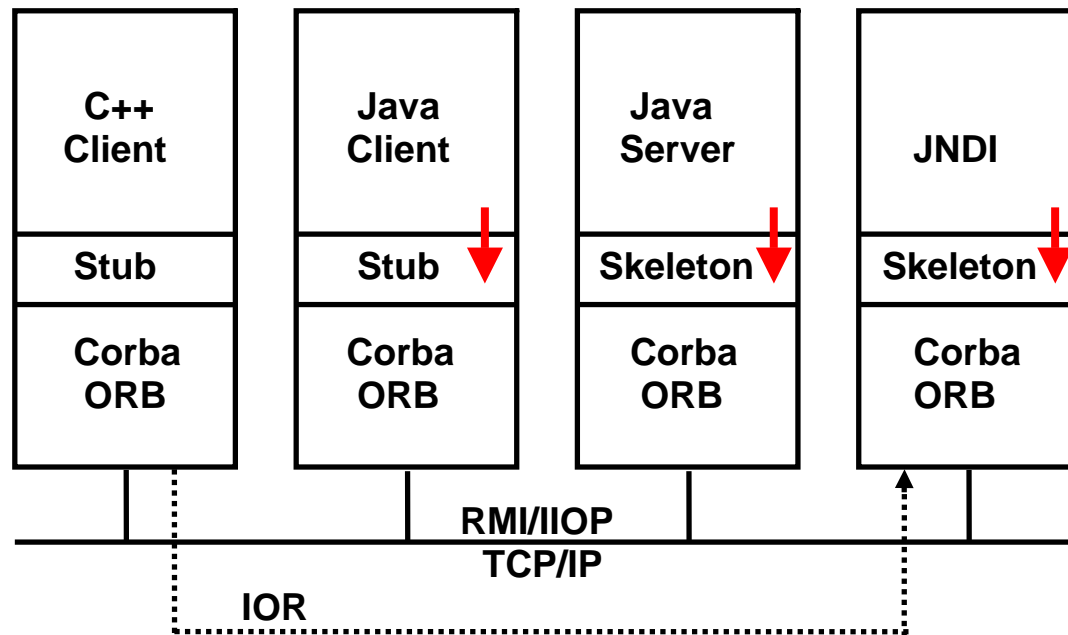 C++
Client
Java
Client
Java
Server
JNDI
Stub
Stub
Skeleton
Skeleton
Corba
ORB
Corba
ORB
Corba
ORB
Corba
ORB
RMI/IIOP
TCP/IP
IOR